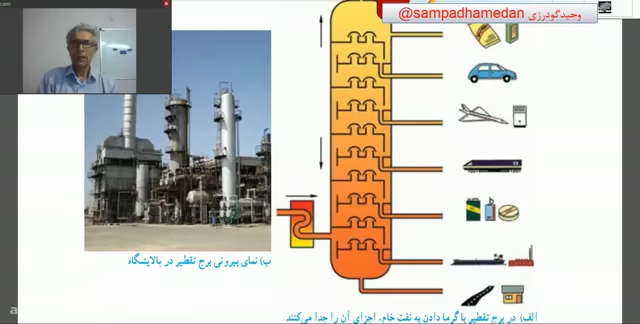 وحیدگودرزی @sampadhamedan
ب) نمای بیرونی برج تقطیر در پالایشگاه
الف) در برج تقطیر با گرما دادن به نفت خام، اجزای آن را جدا می‌کنند.